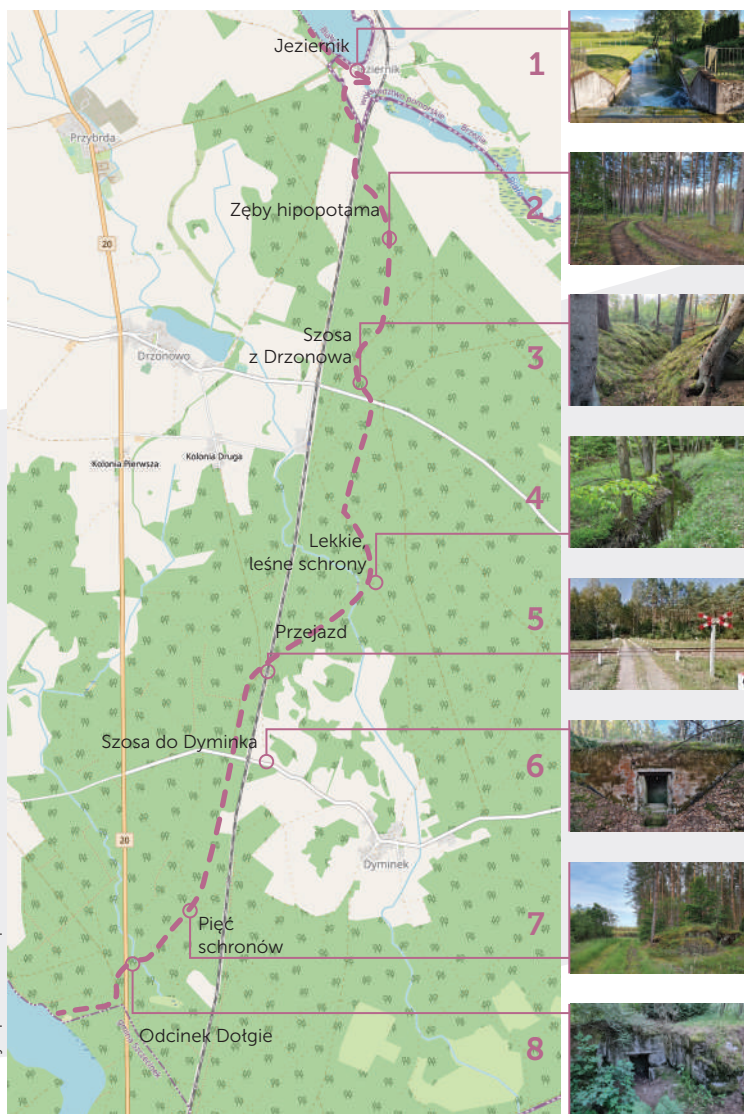 Jeziernik
1
Jeziernik
Przybrda
Zęby hipopotama
2
20
Szosa
z Drzonowa
3
Drzonowo
Kolonia Pierwsza
Kolonia Druga
4
Lekkie,
leśne schrony
5
Przejazd
Szosa do Dyminka
6
20
Dyminek
Pięć
schronów
7
Odcinek Dołgie
8